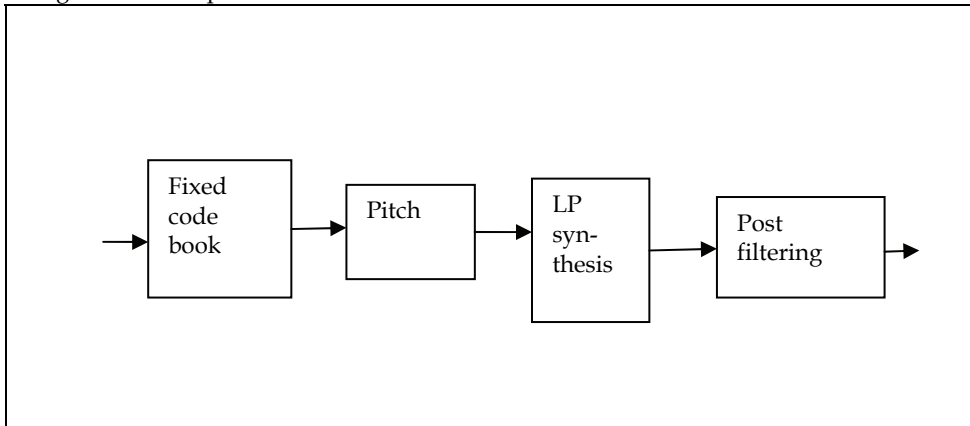 Fixed
code
book
Pitch
LP
syn-
thesis
Post
filtering